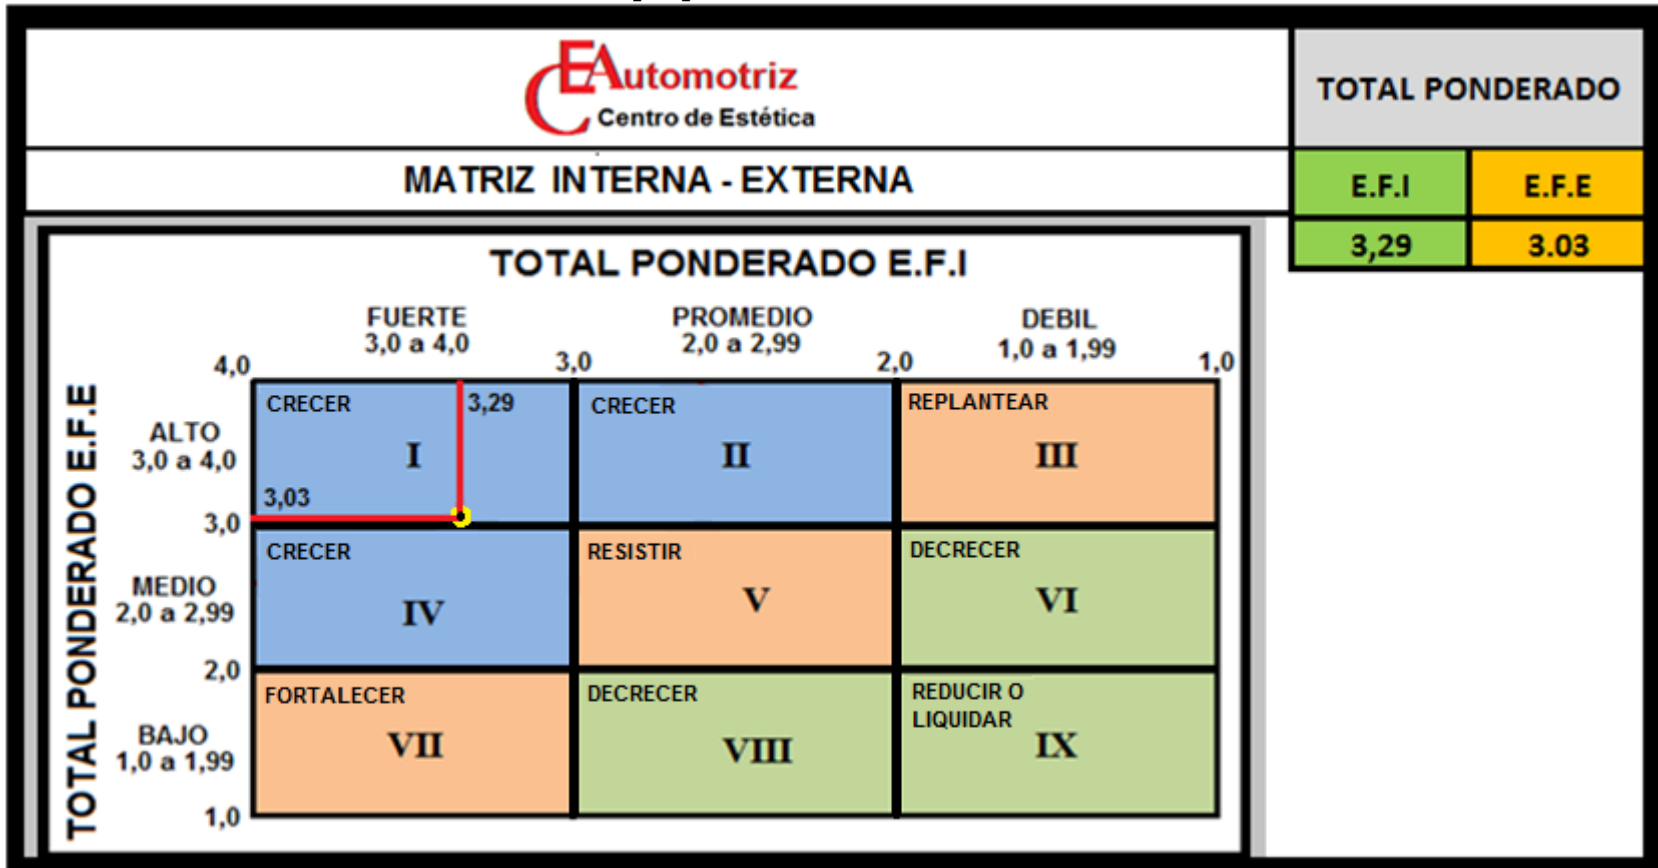 CEAutomotriz
Centro de Estética
TOTAL PONDERADO
MATRIZ INTERNA - EXTERNA
E.F.I
E.F.E
3,29
3.03
TOTAL PONDERADO E.F.I
FUERTE
3,0 a 4,0
PROMEDIO
2,0 a 2,99
DEBIL
1,0 a 1,99
4,0
3,0
2,0
1,0
TOTAL PONDERADO E.F.E
ALTO
3,0 a 4,0
CRECER
3,29
I
3,03
CRECER
II
REPLANTEAR
III
3,0
MEDIO
2,0 a 2,99
CRECER
IV
RESISTIR
V
DECRECER
VI
2,0
BAJO
1,0 a 1,99
FORTALECER
VII
DECRECER
VIII
REDUCIR O
LIQUIDAR
IX
1,0